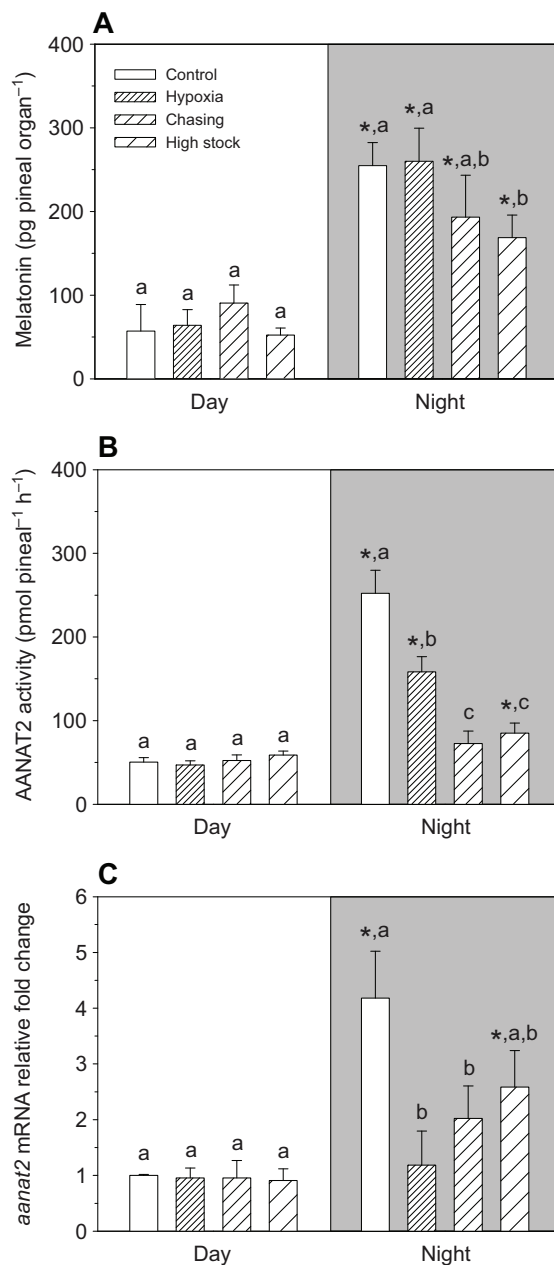 A
400
300
200
100
0
Melatonin (pg pineal organ⁻¹)
Control
Hypoxia
Chasing
High stock
a
a
a
a
*,a
*,a
*,a,b
*,b
Day
Night
B
400
300
200
100
0
AANAT2 activity (pmol pineal⁻¹ h⁻¹)
a
a
a
a
*,a
*,b
c
*,c
Day
Night
C
6
5
4
3
2
1
0
aanat2 mRNA relative fold change
a
a
a
a
*,a
b
b
*,a,b
Day
Night